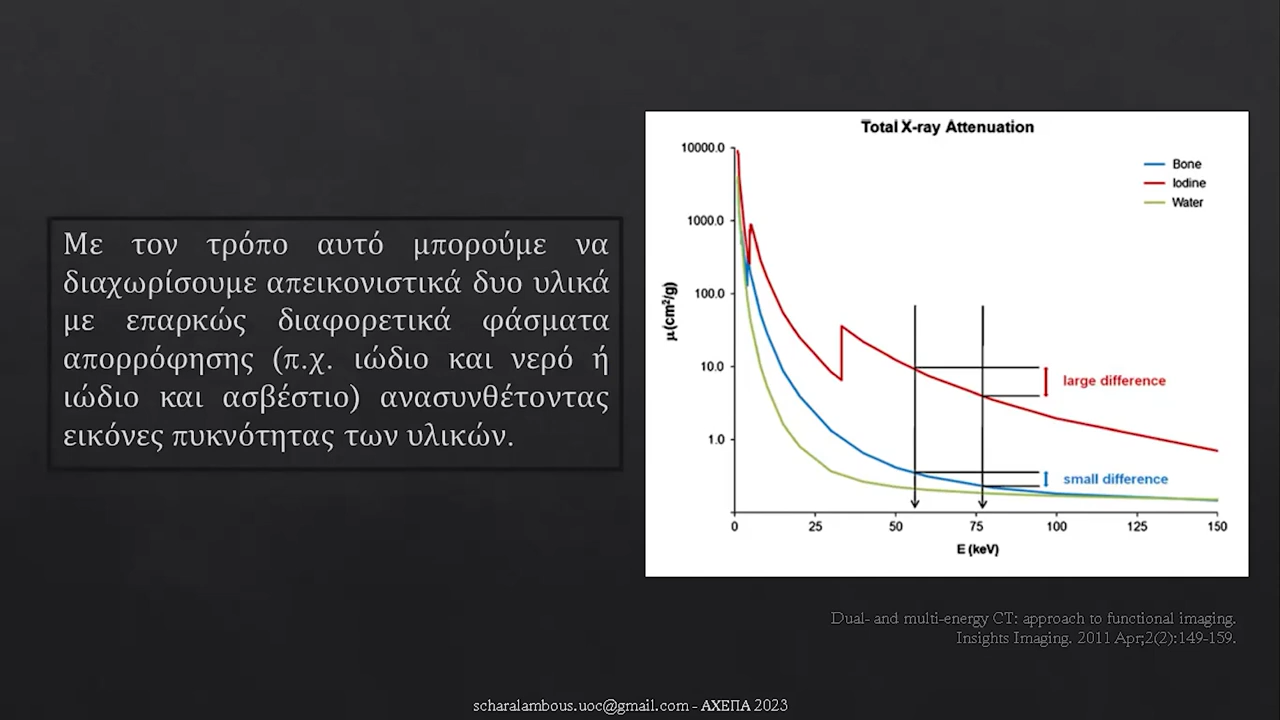 Με τον τρόπο αυτό μπορούμε να
διαχωρίσουμε απεικονιστικά δυο υλικά
με επαρκώς διαφορετικά φάσματα
απορρόφησης (π.χ. ιώδιο και νερό ή
ιώδιο και ασβέστιο) ανασυνθέτοντας
εικόνες πυκνότητας των υλικών.
Total X-ray Attenuation
10000.0
1000.0
100.0
10.0
1.0
μ(cm²/g)
Bone
Iodine
Water
large difference
small difference
0 25 50 75 100 125 150
E (keV)
Dual- and multi-energy CT: approach to functional imaging.
Insights Imaging. 2011 Apr;2(2):149-159.
scharalambous.uoc@gmail.com - ΑΧΕΠΑ 2023